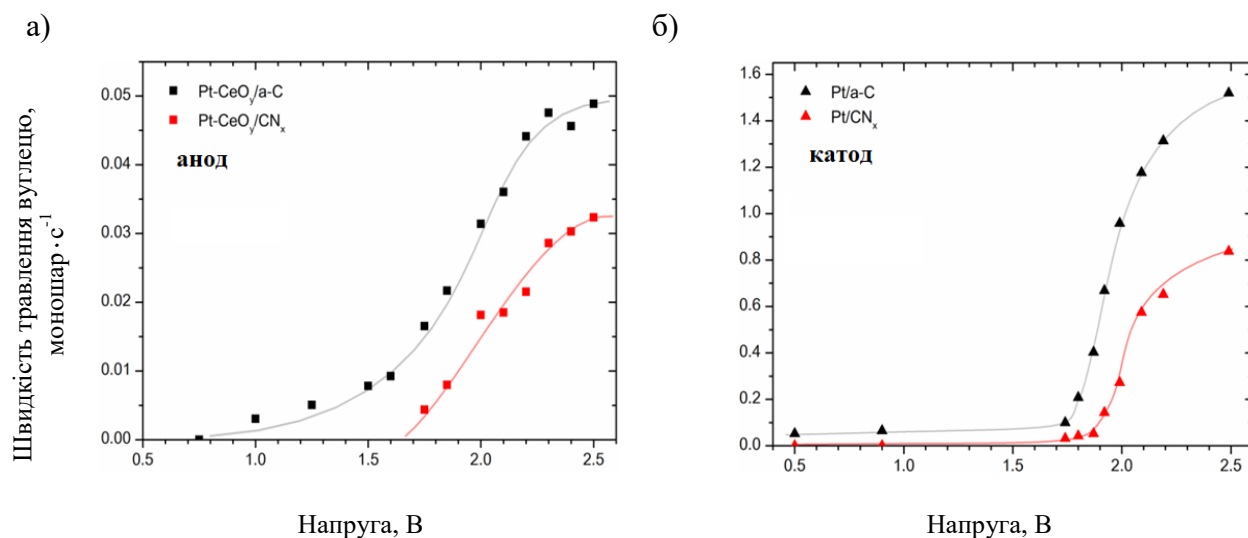 а)
0.05
0.04
0.03
0.02
0.01
0.00
0.5
1.0
1.5
2.0
2.5
Pt-CeOy/a-C
Pt-CeOy/CNx
анод
Швидкість травлення вуглецю,
моношар · с⁻¹
Напруга, В
б)
1.6
1.4
1.2
1.0
0.8
0.6
0.4
0.2
0.0
0.5
1.0
1.5
2.0
2.5
Pt/a-C
Pt/CNx
катод
Напруга, В